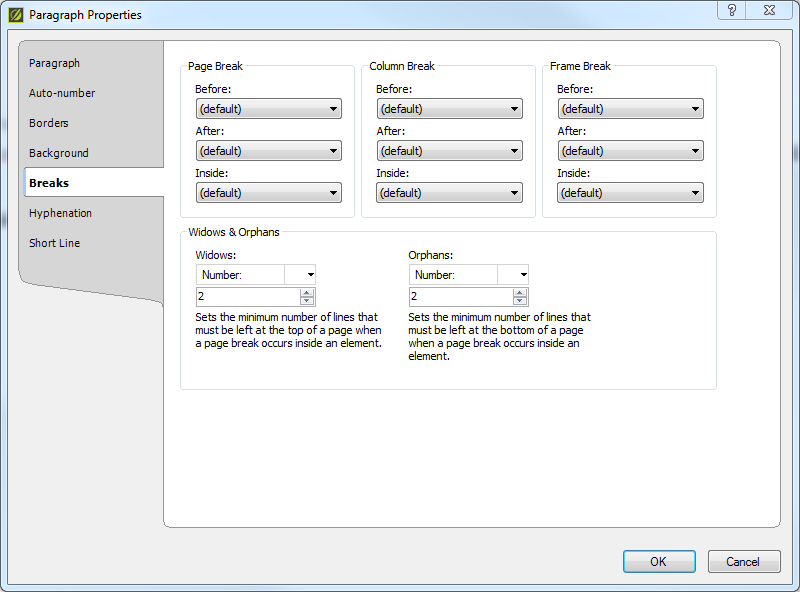 Paragraph Properties
?
Paragraph
Auto-number
Borders
Background
Breaks
Hyphenation
Short Line
Page Break
Before:
(default)
After:
(default)
Inside:
(default)
Column Break
Before:
(default)
After:
(default)
Inside:
(default)
Frame Break
Before:
(default)
After:
(default)
Inside:
(default)
Widows & Orphans
Widows:
Number:
2
Sets the minimum number of lines that
must be left at the top of a page when
a page break occurs inside an element.
Orphans:
Number:
2
Sets the minimum number of lines that
must be left at the bottom of a page
when a page break occurs inside an
element.
OK
Cancel